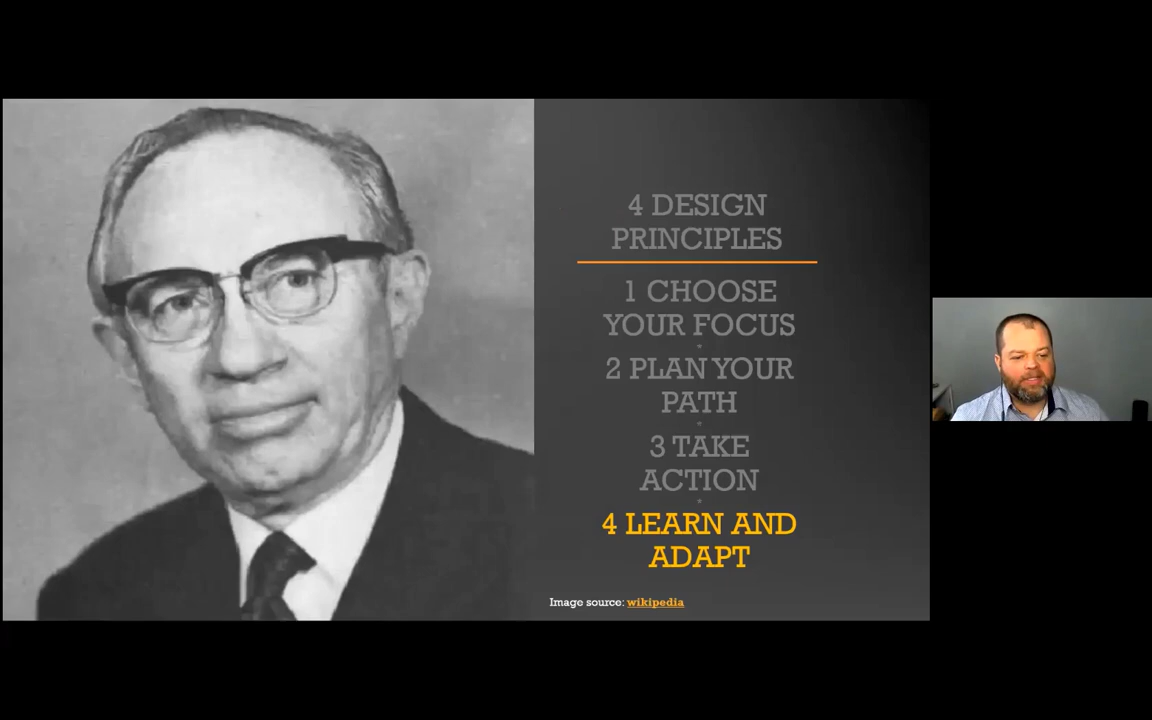 4 DESIGN
PRINCIPLES
1 CHOOSE
YOUR FOCUS
*
2 PLAN YOUR
PATH
*
3 TAKE
ACTION
*
4 LEARN AND
ADAPT
Image source: wikipedia